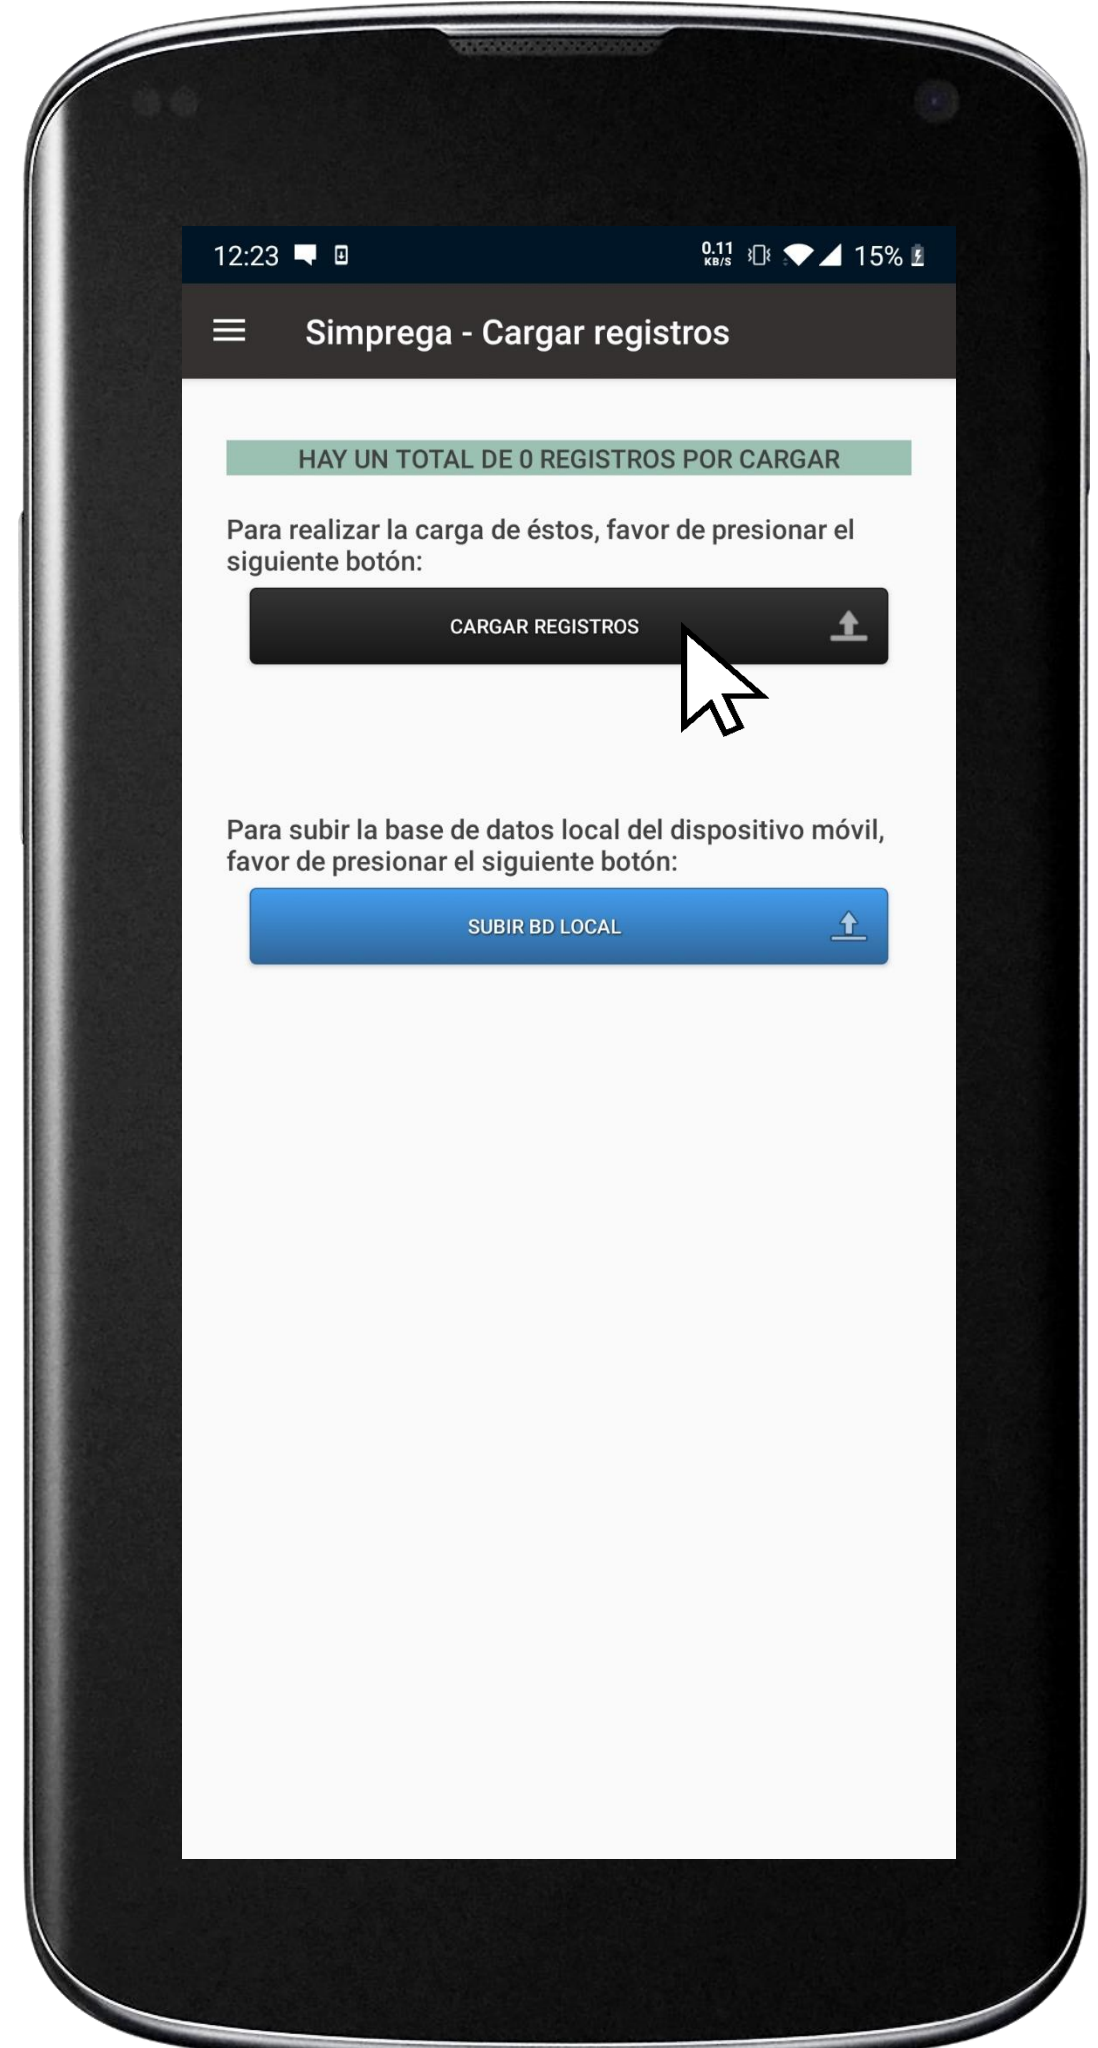 12:23
0.11
KB/S
15%
Simprega - Cargar registros
HAY UN TOTAL DE 0 REGISTROS POR CARGAR
Para realizar la carga de éstos, favor de presionar el
siguiente botón:
CARGAR REGISTROS
Para subir la base de datos local del dispositivo móvil,
favor de presionar el siguiente botón:
SUBIR BD LOCAL